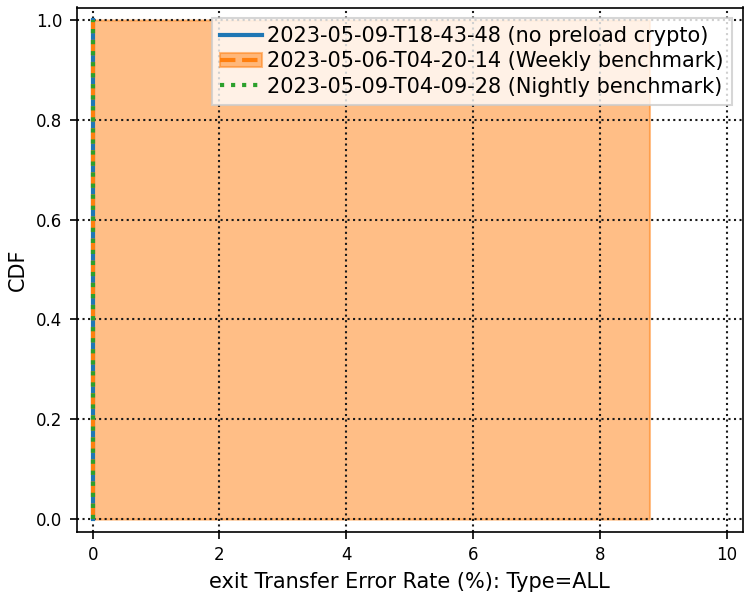 2023-05-09-T18-43-48 (no preload crypto)
2023-05-06-T04-20-14 (Weekly benchmark)
2023-05-09-T04-09-28 (Nightly benchmark)
CDF
1.0
0.8
0.6
0.4
0.2
0.0
0 2 4 6 8 10
exit Transfer Error Rate (%): Type=ALL